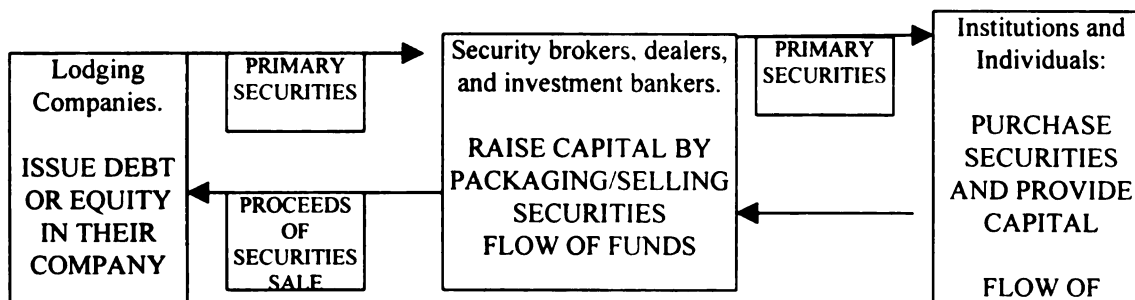 Lodging
Companies.
ISSUE DEBT
OR EQUITY
IN THEIR
COMPANY
PRIMARY
SECURITIES
PROCEEDS
OF
SECURITIES
SALE
Security brokers, dealers,
and investment bankers.
RAISE CAPITAL BY
PACKAGING/SELLING
SECURITIES
FLOW OF FUNDS
PRIMARY
SECURITIES
Institutions and
Individuals:
PURCHASE
SECURITIES
AND PROVIDE
CAPITAL
FLOW OF